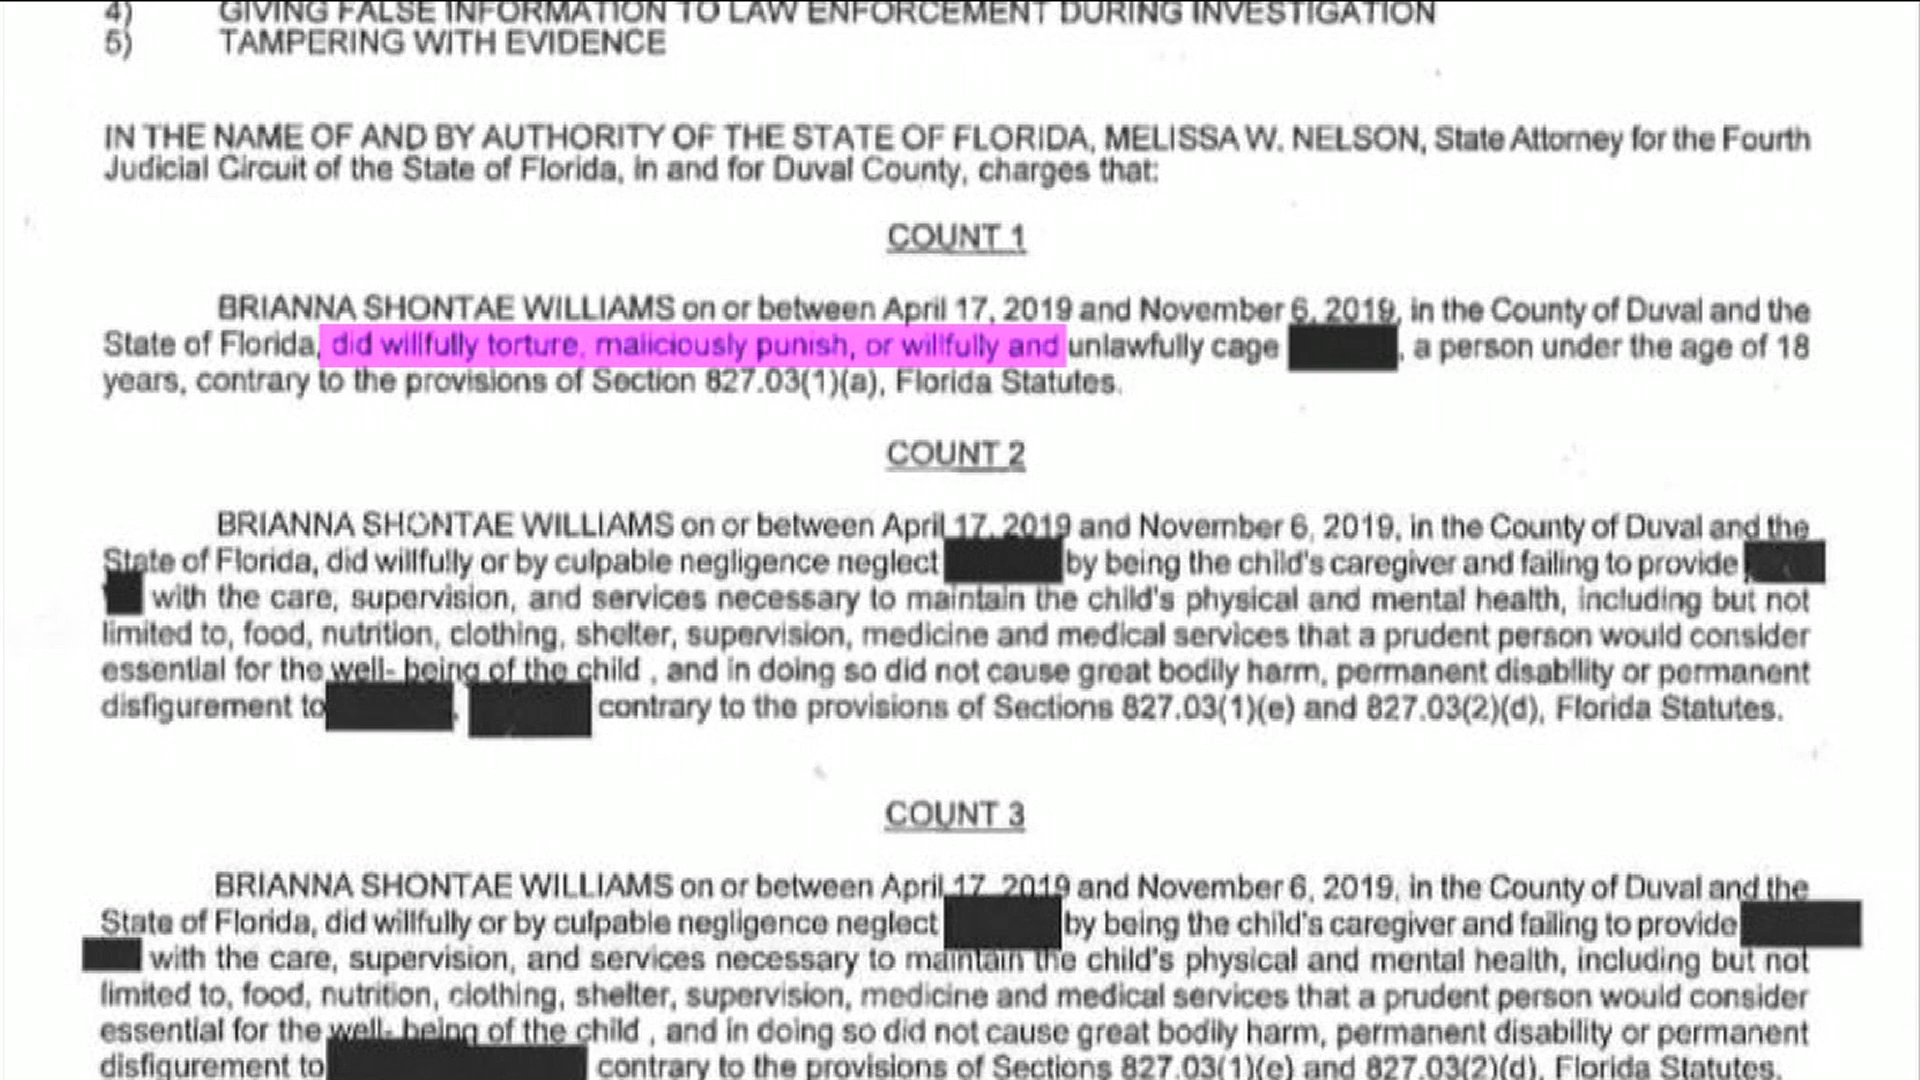 4) GIVING FALSE INFORMATION TO LAW ENFORCEMENT DURING INVESTIGATION
5) TAMPERING WITH EVIDENCE
IN THE NAME OF AND BY AUTHORITY OF THE STATE OF FLORIDA, MELISSA W. NELSON, State Attorney for the Fourth
Judicial Circuit of the State of Florida, in and for Duval County, charges that:
COUNT 1
BRIANNA SHONTAE WILLIAMS on or between April 17, 2019 and November 6, 2019, in the County of Duval and the
State of Florida, did willfully torture, maliciously punish, or willfully and unlawfully cage , a person under the age of 18
years, contrary to the provisions of Section 827.03(1)(a), Florida Statutes.
COUNT 2
BRIANNA SHONTAE WILLIAMS on or between April 17, 2019 and November 6, 2019, in the County of Duval and the
State of Florida, did willfully or by culpable negligence neglect by being the child's caregiver and failing to provide
with the care, supervision, and services necessary to maintain the child's physical and mental health, including but not
limited to, food, nutrition, clothing, shelter, supervision, medicine and medical services that a prudent person would consider
essential for the well- being of the child , and in doing so did not cause great bodily harm, permanent disability or permanent
disfigurement to , contrary to the provisions of Sections 827.03(1)(e) and 827.03(2)(d), Florida Statutes.
COUNT 3
BRIANNA SHONTAE WILLIAMS on or between April 17, 2019 and November 6, 2019, in the County of Duval and the
State of Florida, did willfully or by culpable negligence neglect by being the child's caregiver and failing to provide
with the care, supervision, and services necessary to maintain the child's physical and mental health, including but not
limited to, food, nutrition, clothing, shelter, supervision, medicine and medical services that a prudent person would consider
essential for the well- being of the child , and in doing so did not cause great bodily harm, permanent disability or permanent
disfigurement to contrary to the provisions of Sections 827.03(1)(e) and 827.03(2)(d), Florida Statutes.